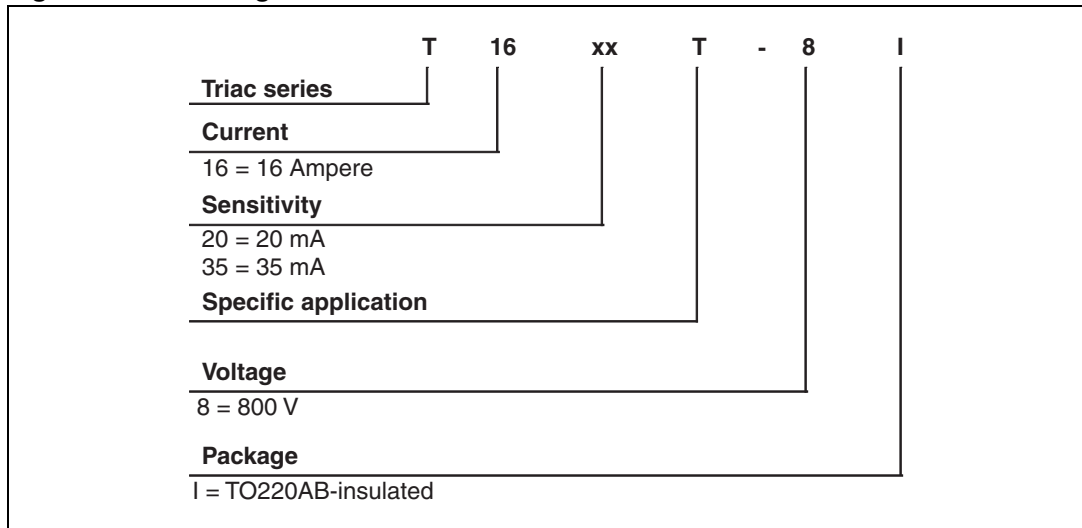 T 16 xx T - 8 I
Triac series
Current
16 = 16 Ampere
Sensitivity
20 = 20 mA
35 = 35 mA
Specific application
Voltage
8 = 800 V
Package
I = TO220AB-insulated